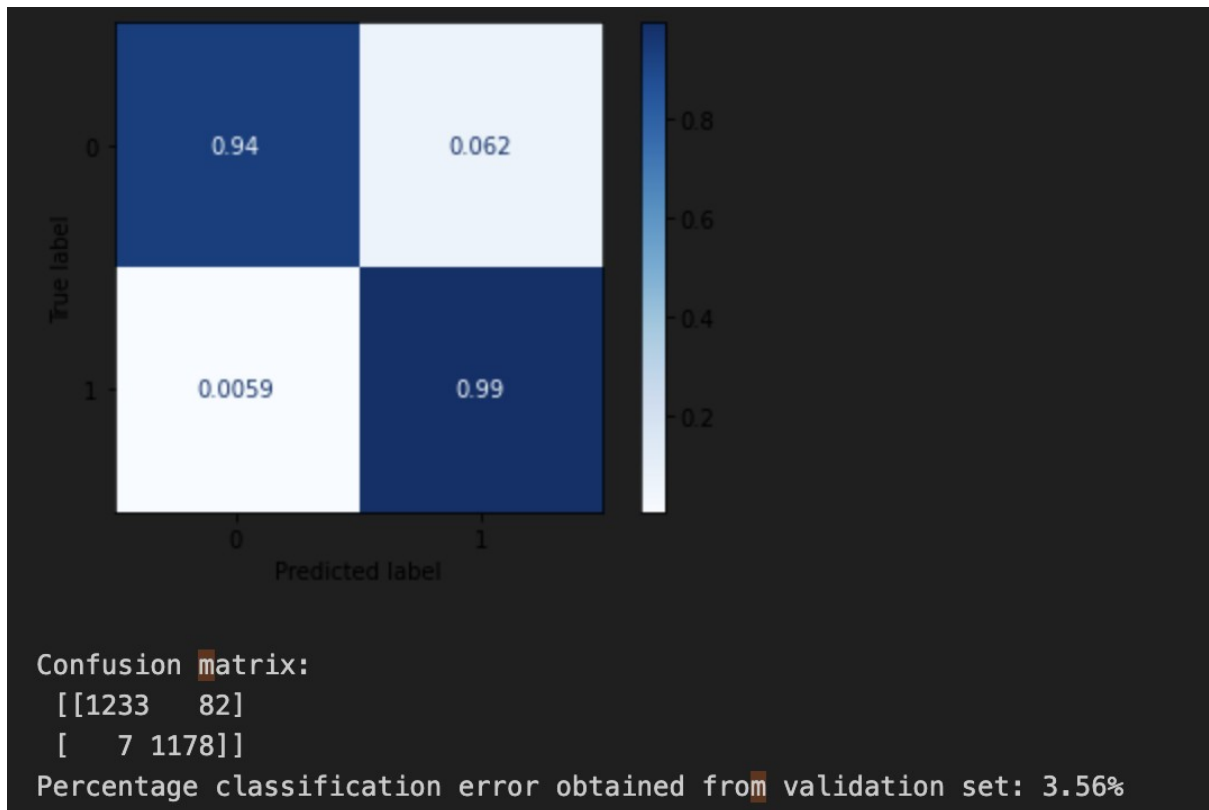 0.94 0.062
0
0.8
0.6
True label
0.4
1
0.0059 0.99
0.2
0 1
Predicted label
Confusion matrix:
[[1233 82]
[ 7 1178]]
Percentage classification error obtained from validation set: 3.56%